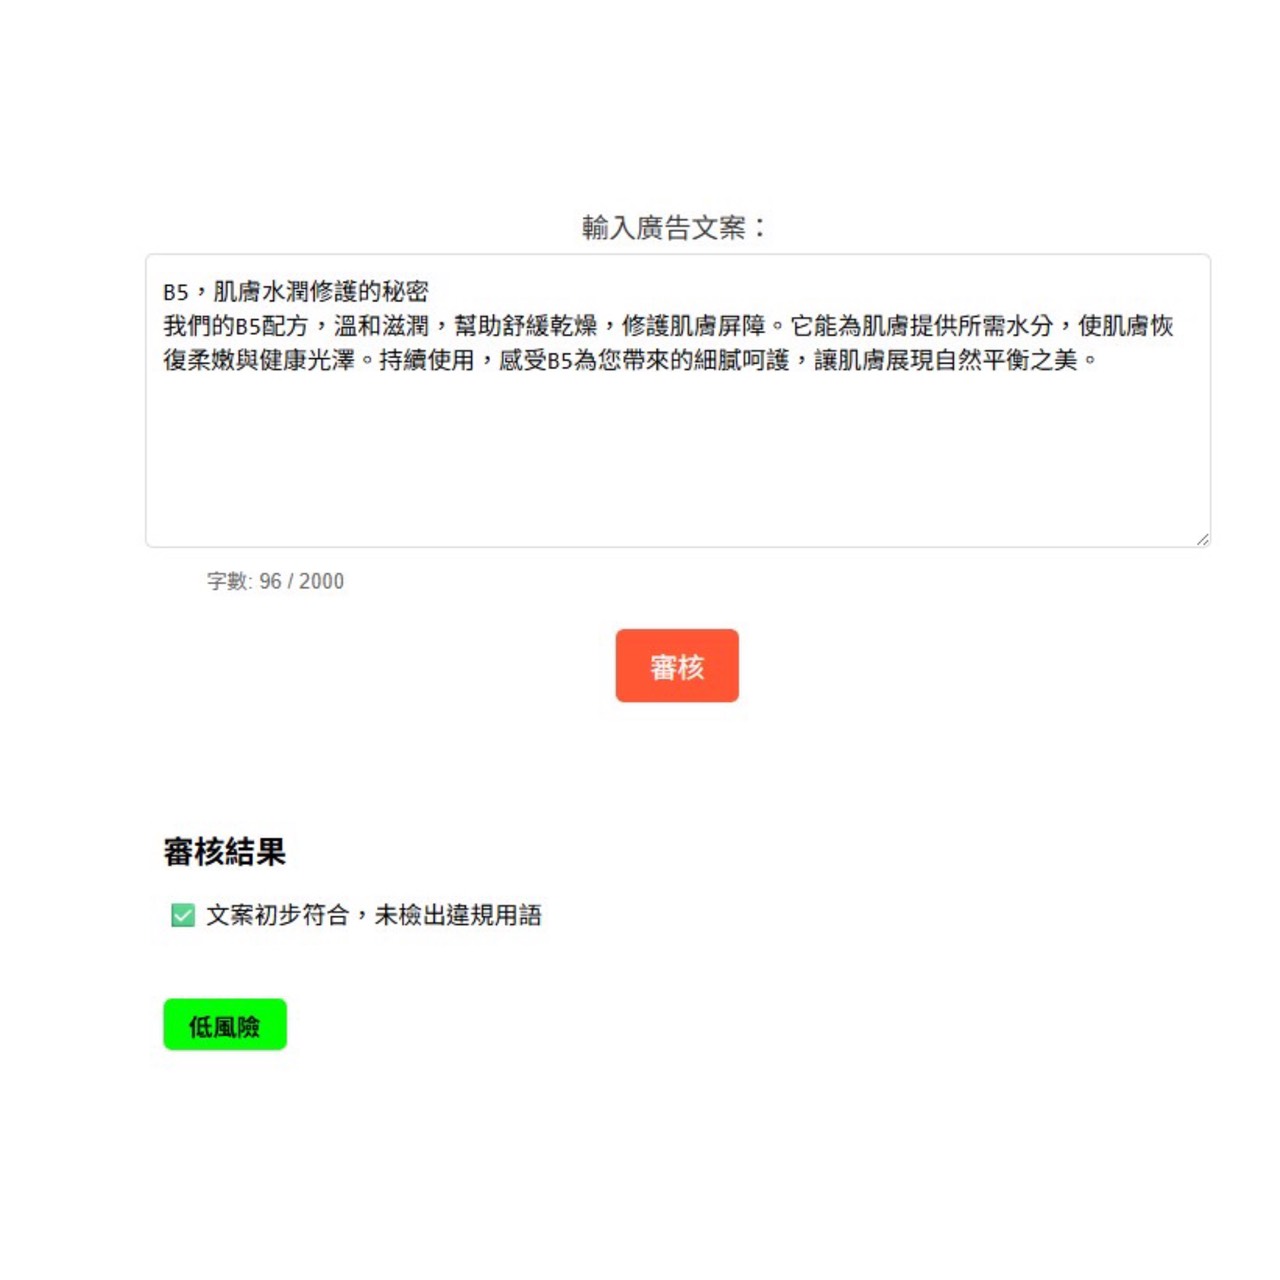 輸入廣告文案：
B5，肌膚水潤修護的秘密
我們的B5配方，溫和滋潤，幫助舒緩乾燥，修護肌膚屏障。它能為肌膚提供所需水分，使肌膚恢
復柔嫩與健康光澤。持續使用，感受B5為您帶來的細膩呵護，讓肌膚展現自然平衡之美。
字數: 96 / 2000
審核
審核結果
✅ 文案初步符合，未檢出違規用語
低風險